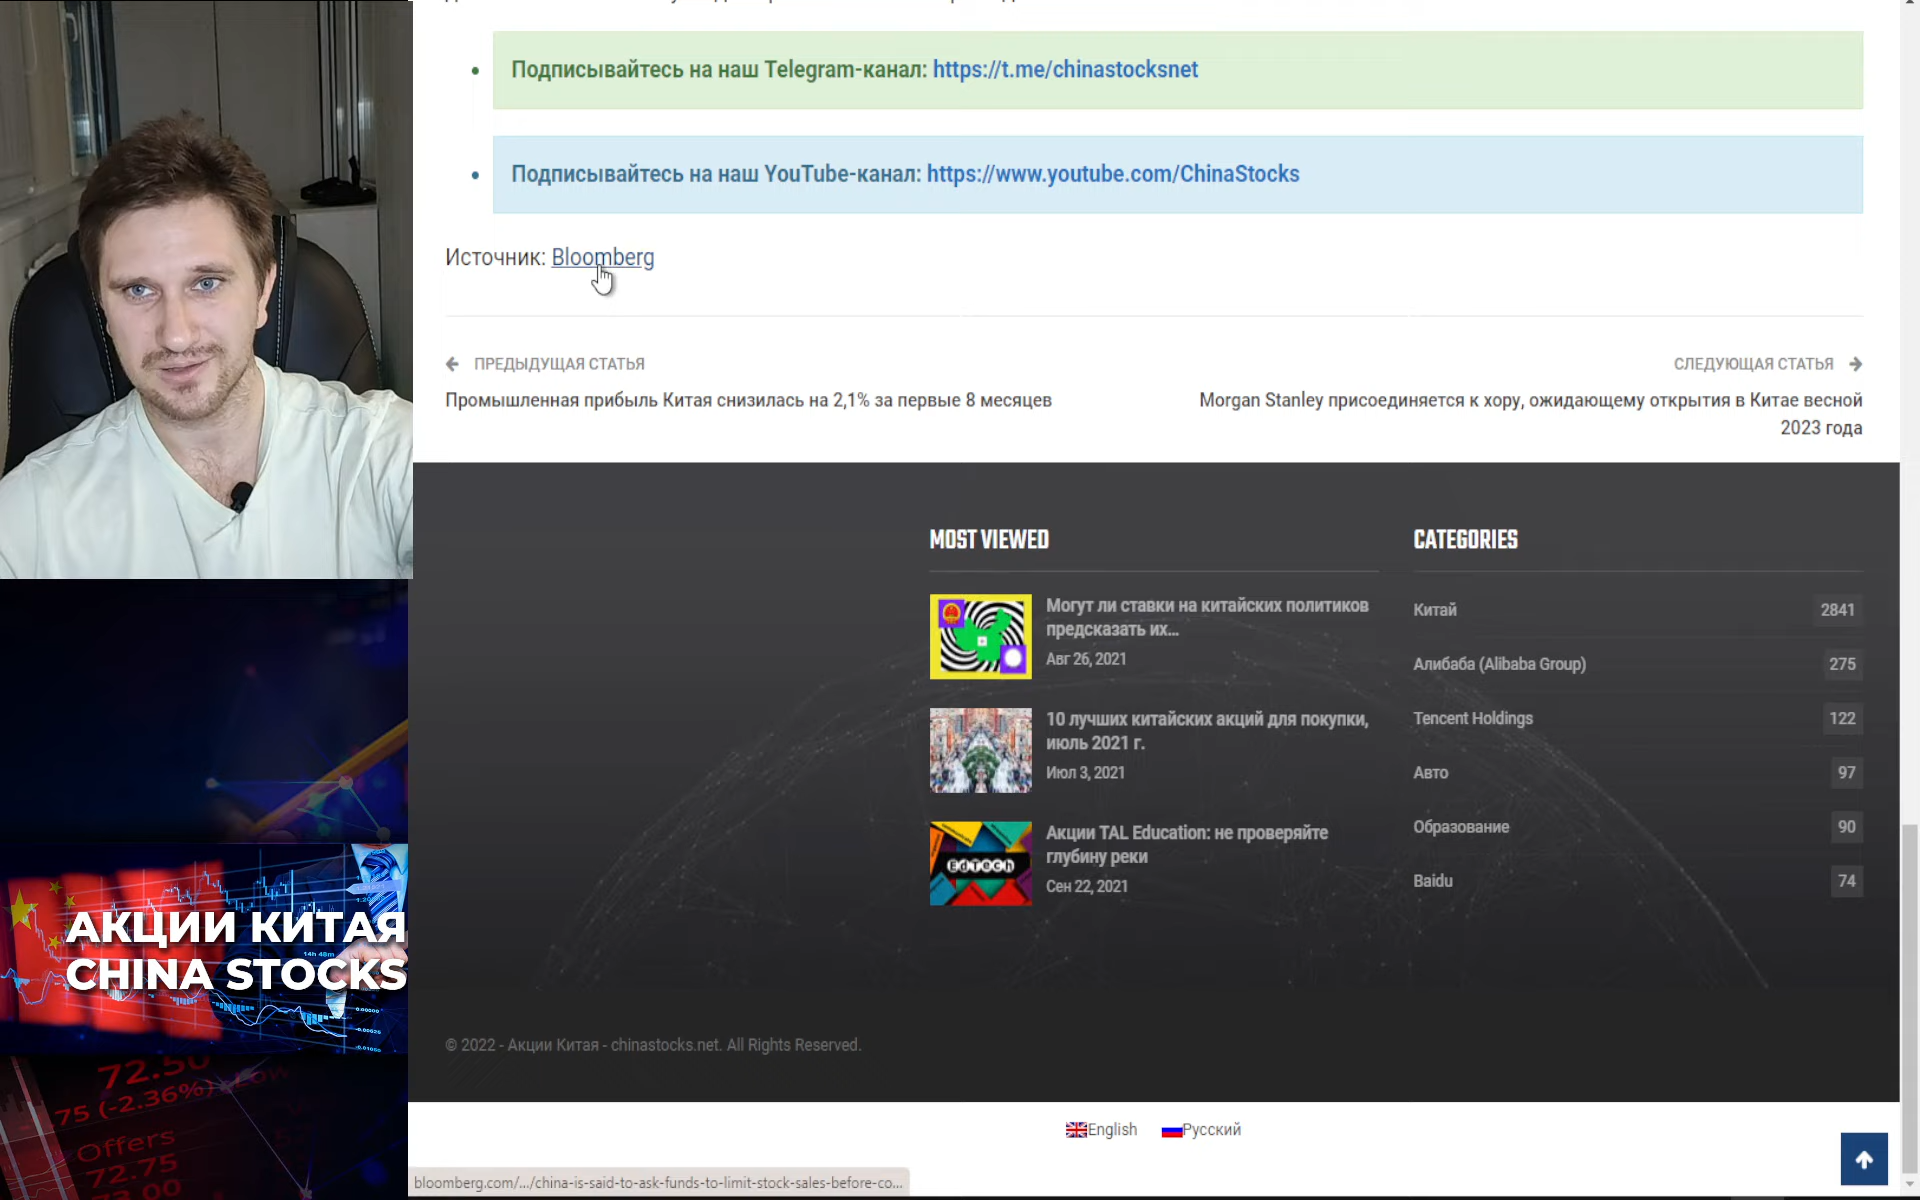 Подписывайтесь на наш Telegram-канал: https://t.me/chinastocksnet
Подписывайтесь на наш YouTube-канал: https://www.youtube.com/ChinaStocks
Источник: Bloomberg
ПРЕДЫДУЩАЯ СТАТЬЯ
Промышленная прибыль Китая снизилась на 2,1% за первые 8 месяцев
СЛЕДУЮЩАЯ СТАТЬЯ
Morgan Stanley присоединяется к хору, ожидающему открытия в Китае весной
2023 года
MOST VIEWED
Могут ли ставки на китайских политиков
предсказать их...
Авг 26, 2021
10 лучших китайских акций для покупки,
июль 2021 г.
Июл 3, 2021
EdTech
Акции TAL Education: не проверяйте
глубину реки
Сен 22, 2021
CATEGORIES
Китай 2841
Алибаба (Alibaba Group) 275
Tencent Holdings 122
Авто 97
Образование 90
Baidu 74
АКЦИИ КИТАЯ
CHINA STOCKS
14h 48m
72.50
75 (-2.36%) Low
Offers
72.75
73.00
© 2022 - Акции Китая - chinastocks.net. All Rights Reserved.
English Русский
bloomberg.com/.../china-is-said-to-ask-funds-to-limit-stock-sales-before-co...